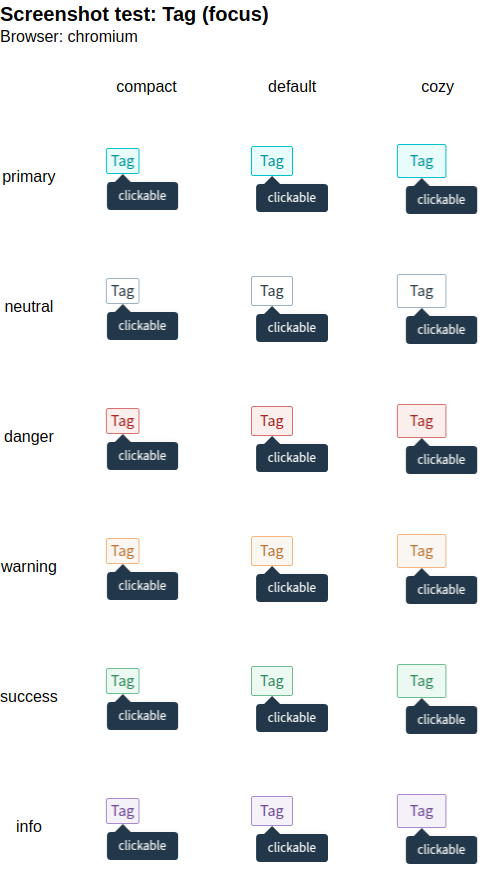 Screenshot test: Tag (focus)
Browser: chromium
compact default cozy
primary Tag Tag Tag
clickable clickable clickable
neutral Tag Tag Tag
clickable clickable clickable
danger Tag Tag Tag
clickable clickable clickable
warning Tag Tag Tag
clickable clickable clickable
success Tag Tag Tag
clickable clickable clickable
info Tag Tag Tag
clickable clickable clickable